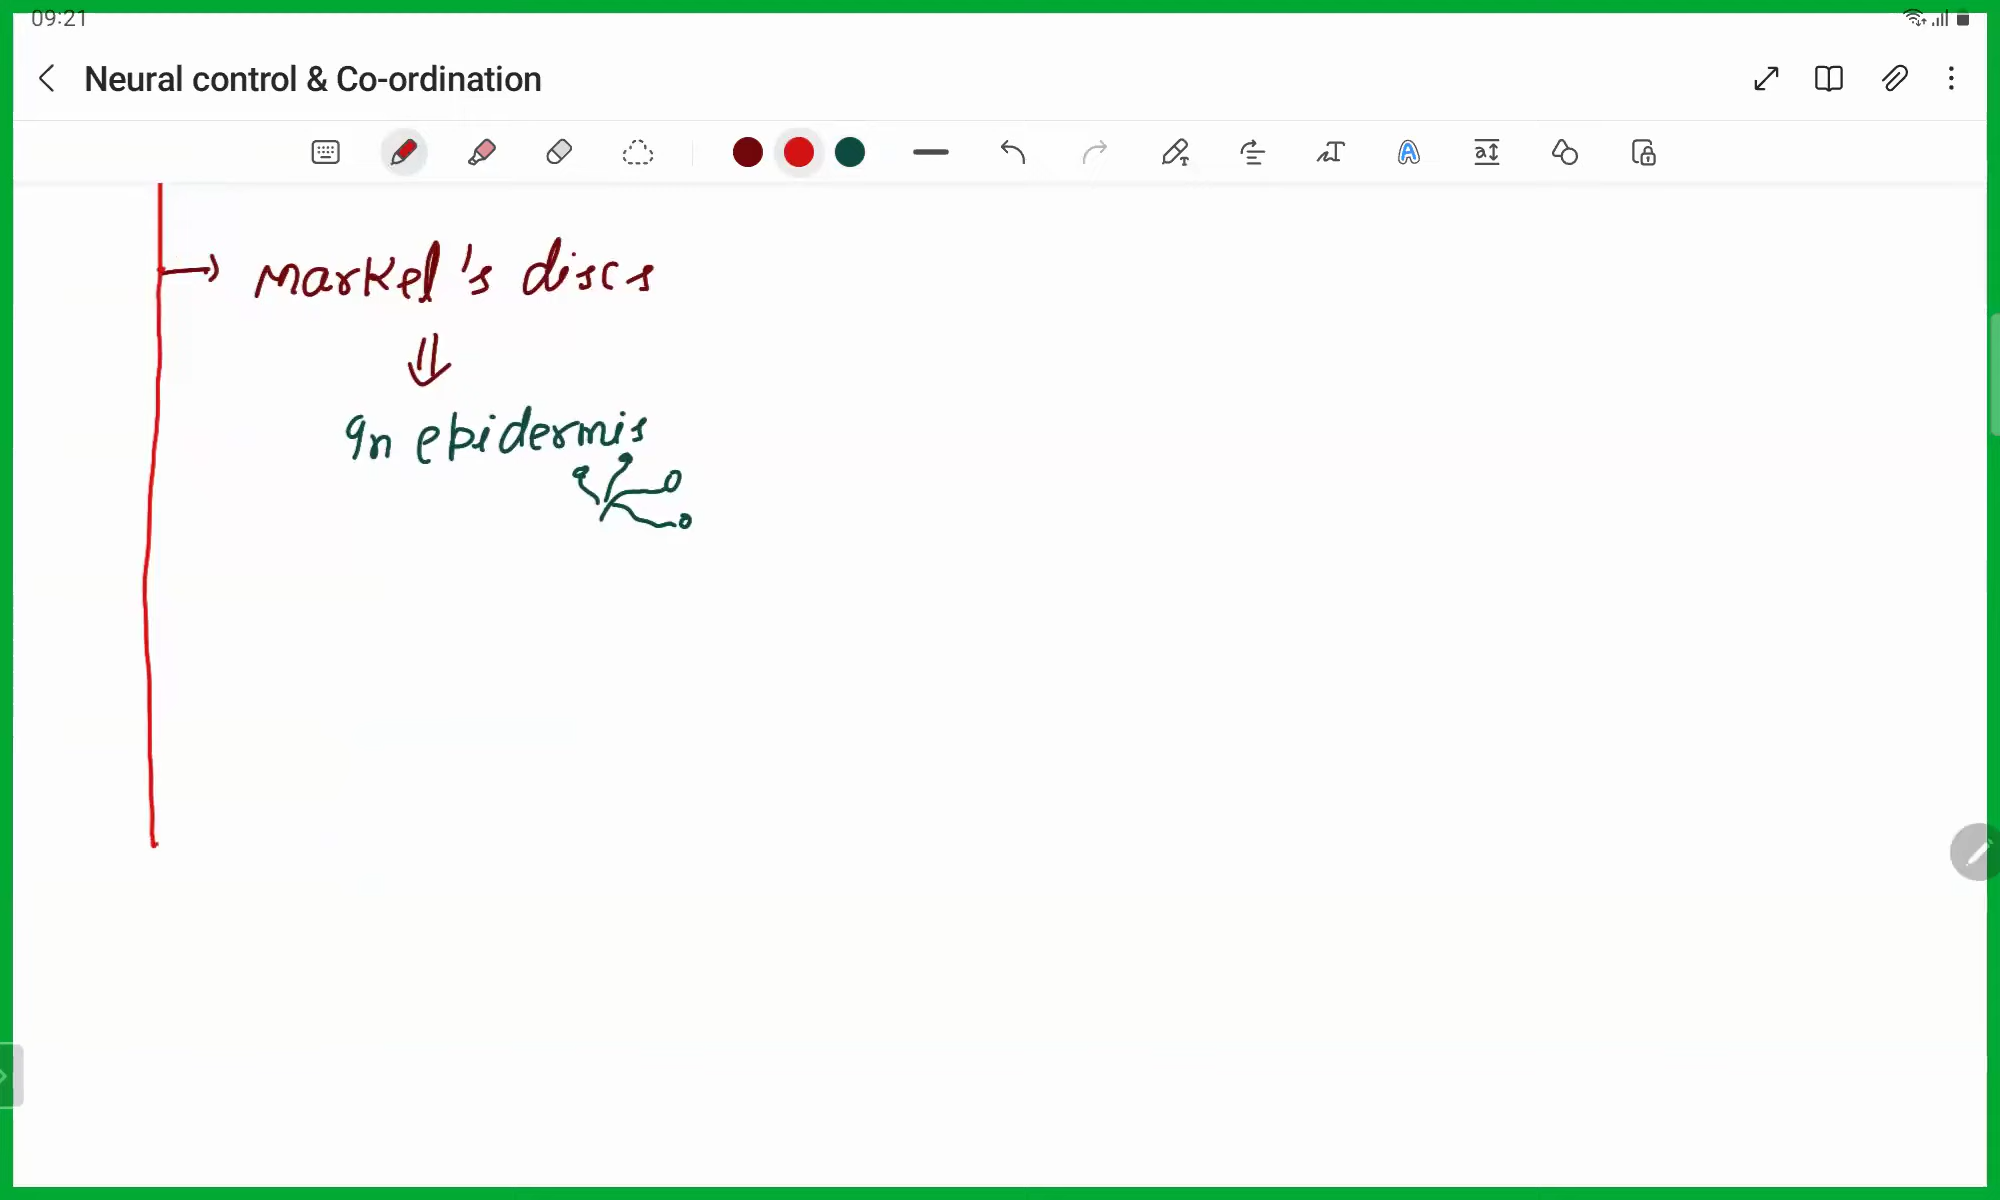 09:21
Neural control & Co-ordination
Markel's discs
In epidermis